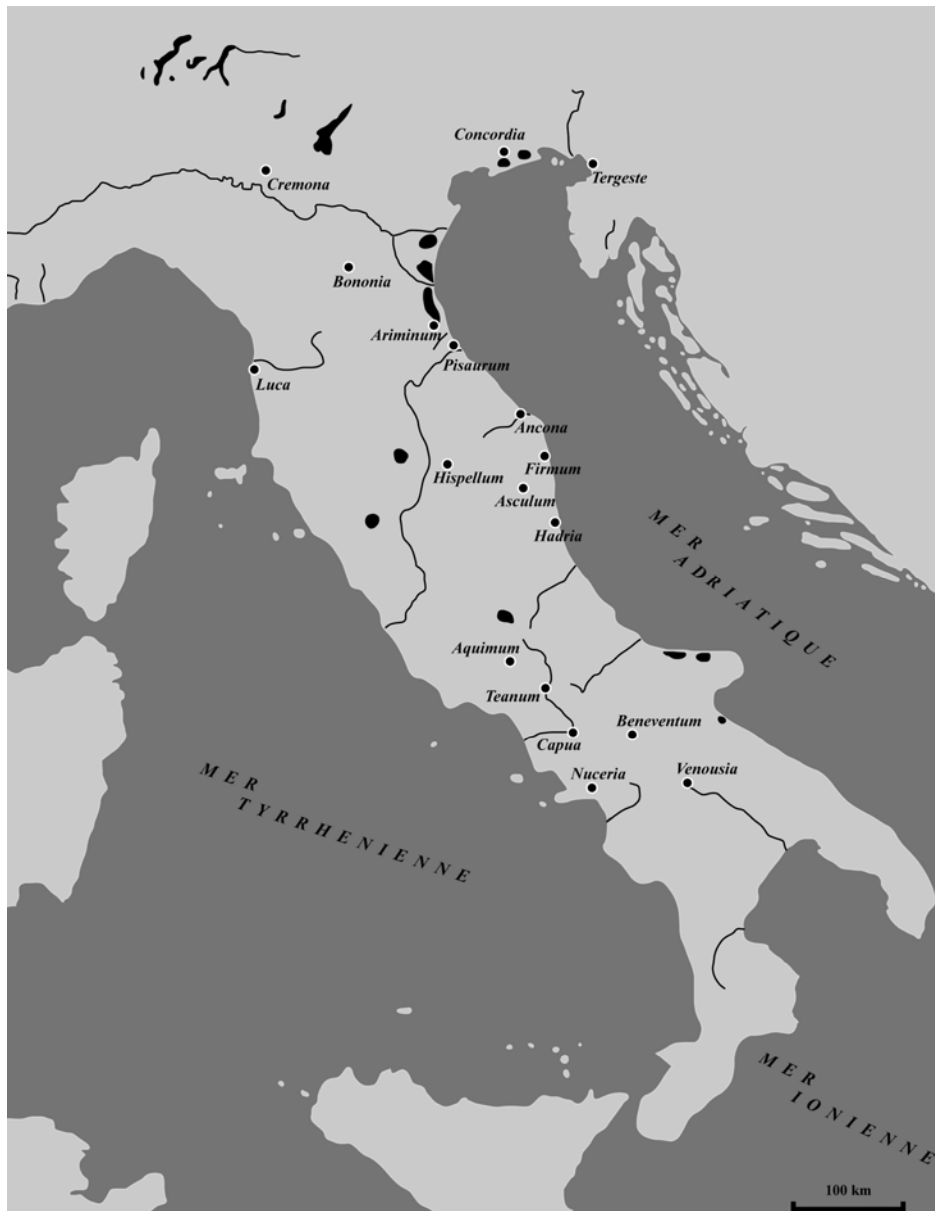 Concordia
Tergeste
Cremona
Bononia
Ariminum
Pisaurum
Luca
Ancona
Hispellum
Firmum
Asculum
Hadria
MER
ADRIATIQUE
Aquimum
Teanum
Beneventum
Capua
Nuceria
Venousia
MER
TYRRHENIENNE
MER
IONIENNE
100 km